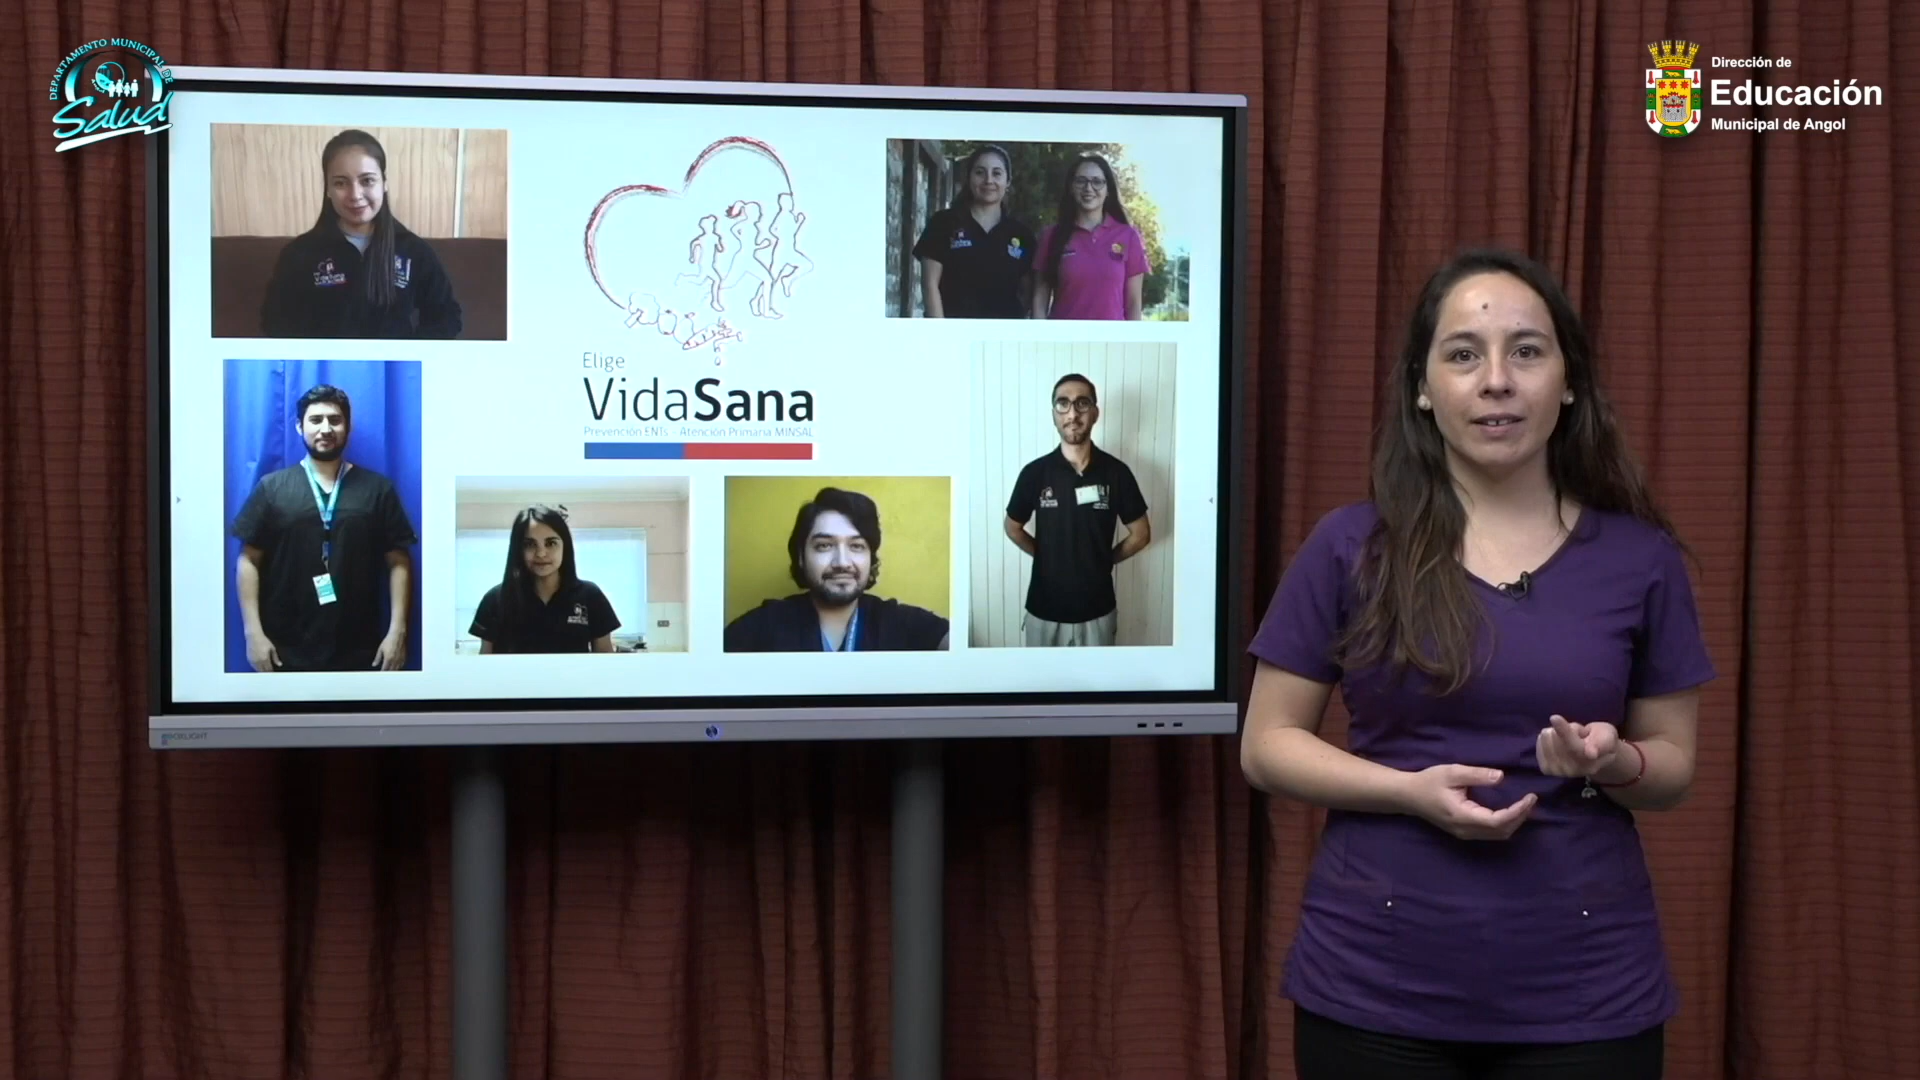 DEPARTAMENTO MUNICIPAL DE
Salud
Dirección de
Educación
Municipal de Angol
Elige
VidaSana
Prevención ENTs - Atención Primaria MINSAL